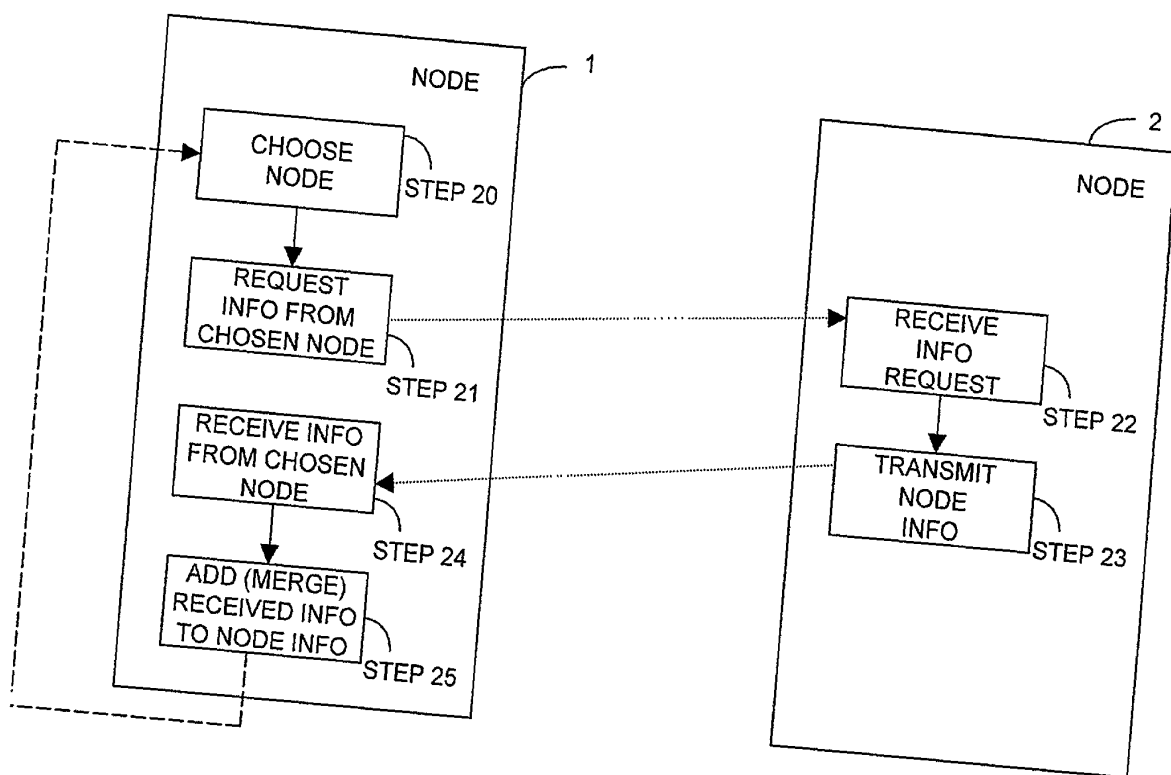 NODE
1
CHOOSE
NODE
STEP 20
REQUEST
INFO FROM
CHOSEN NODE
STEP 21
RECEIVE INFO
FROM CHOSEN
NODE
STEP 24
ADD (MERGE)
RECEIVED INFO
TO NODE INFO
STEP 25
2
NODE
RECEIVE
INFO
REQUEST
STEP 22
TRANSMIT
NODE
INFO
STEP 23